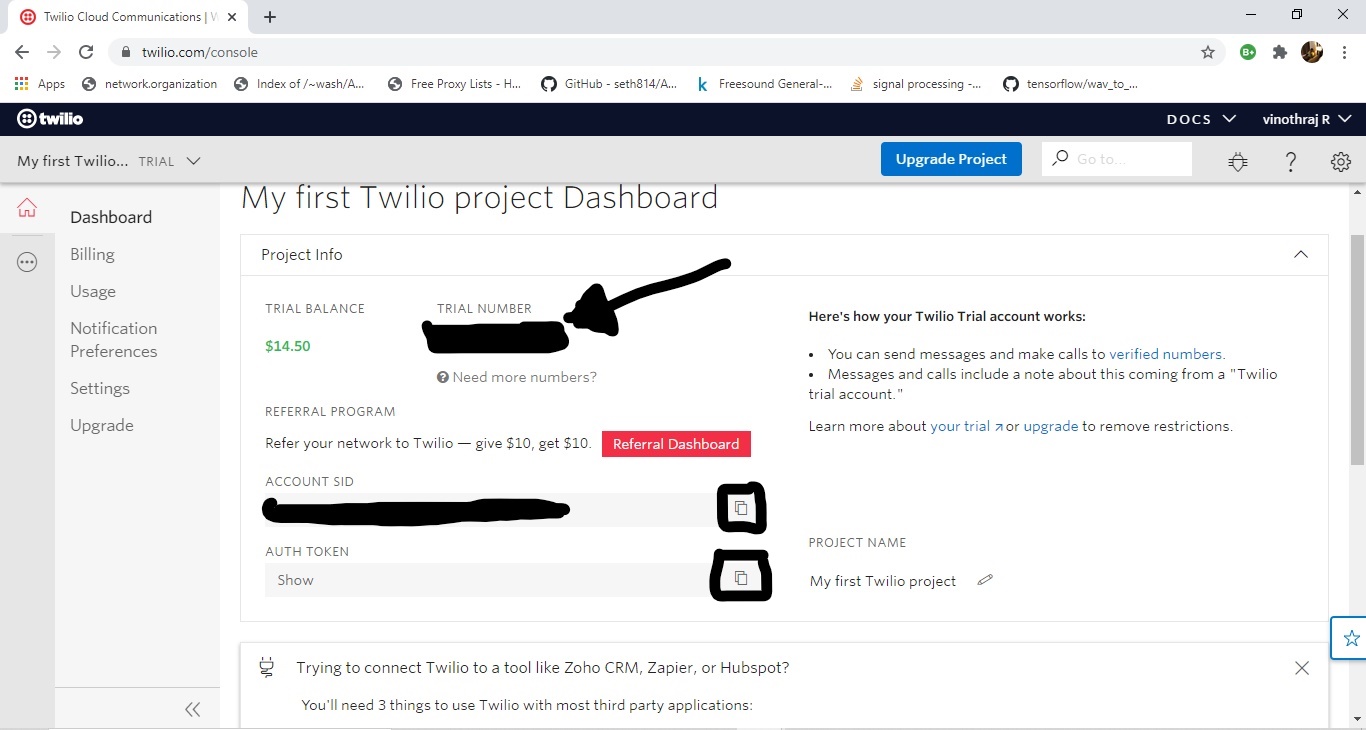 Twilio Cloud Communications | W
twilio.com/console
Apps network.organization Index of /~wash/A... Free Proxy Lists - H... GitHub - seth814/A... Freesound General-... signal processing -... tensorflow/wav_to_...
twilio DOCS vinothraj R
My first Twilio... TRIAL Upgrade Project Go to...
My first Twilio project Dashboard
Dashboard
Billing
Usage
Notification
Preferences
Settings
Upgrade
Project Info
TRIAL BALANCE TRIAL NUMBER
$14.50
Need more numbers?
REFERRAL PROGRAM
Refer your network to Twilio — give $10, get $10. Referral Dashboard
ACCOUNT SID
AUTH TOKEN
Show
Here's how your Twilio Trial account works:
• You can send messages and make calls to verified numbers.
• Messages and calls include a note about this coming from a "Twilio
trial account."
Learn more about your trial or upgrade to remove restrictions.
PROJECT NAME
My first Twilio project
Trying to connect Twilio to a tool like Zoho CRM, Zapier, or Hubspot?
You'll need 3 things to use Twilio with most third party applications: